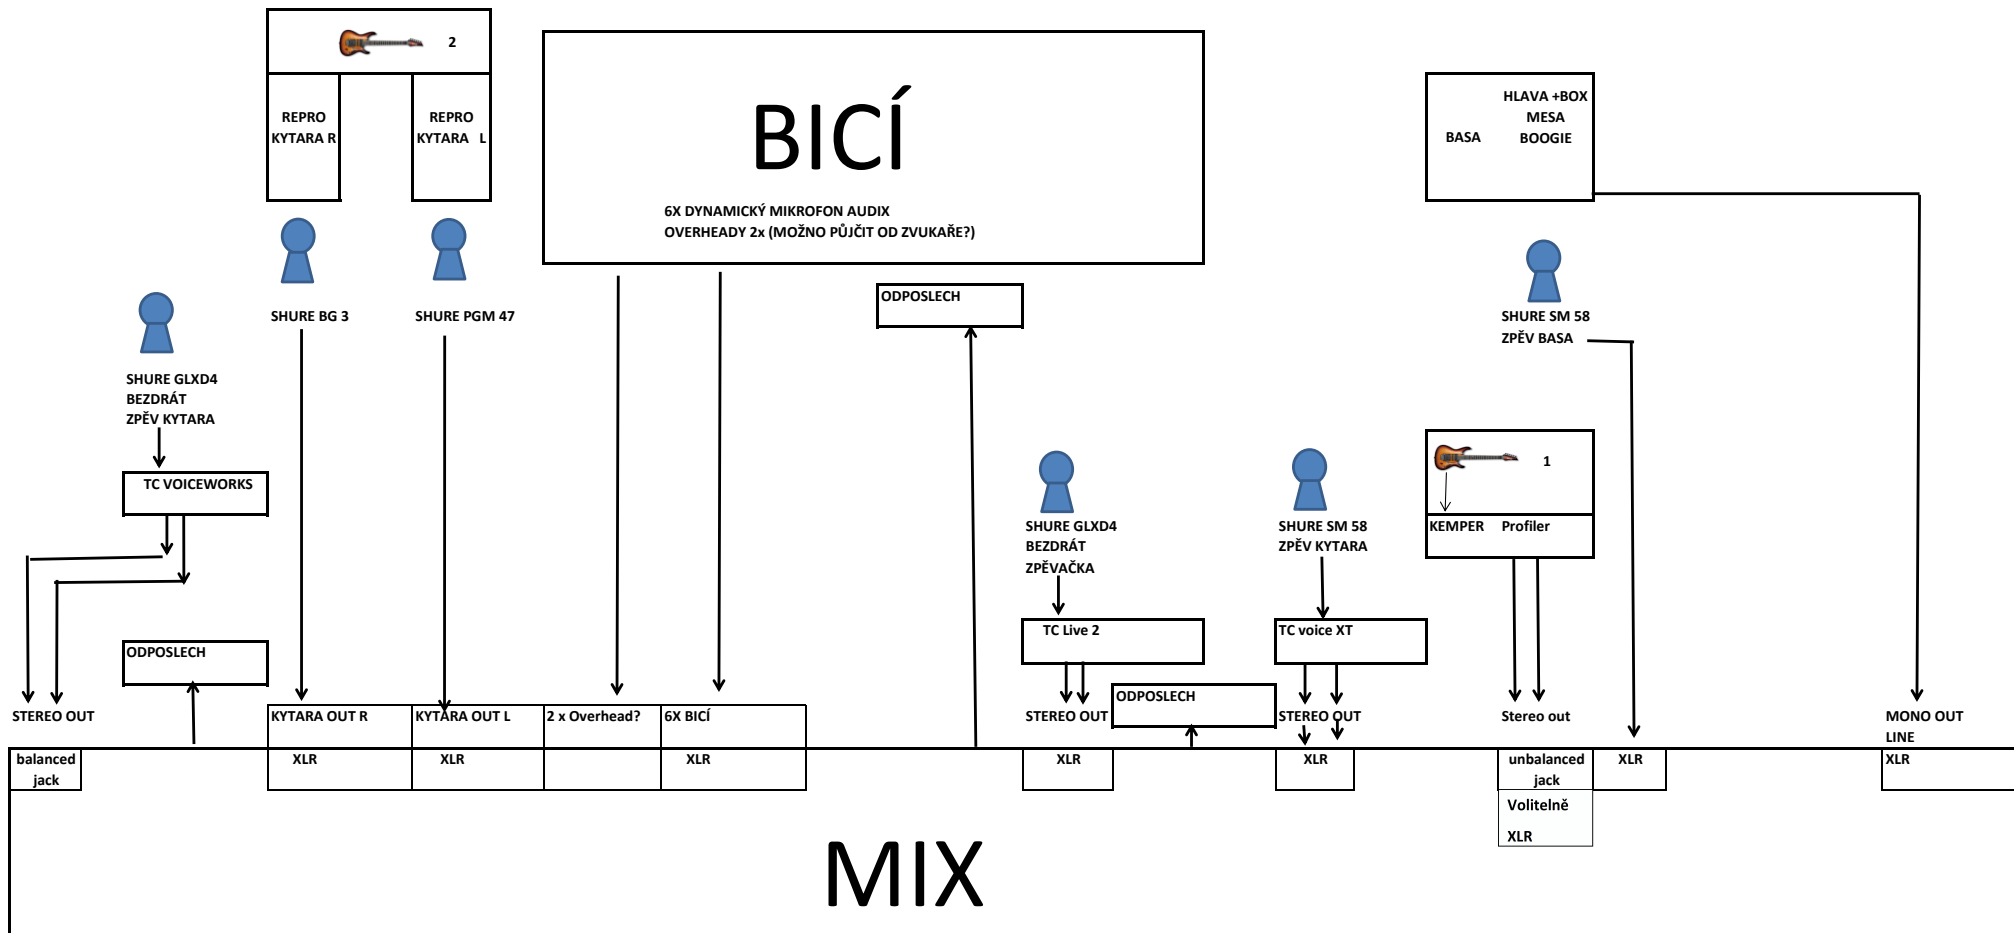 2
REPRO
KYTARA R
REPRO
KYTARA L
BICÍ
6X DYNAMICKÝ MIKROFON AUDIX
OVERHEADY 2x (MOŽNO PŮJČIT OD ZVUKAŘE?)
BASA
HLAVA +BOX
MESA
BOOGIE
SHURE BG 3
SHURE PGM 47
ODPOSLECH
SHURE SM 58
ZPĚV BASA
SHURE GLXD4
BEZDRÁT
ZPĚV KYTARA
TC VOICEWORKS
1
KEMPER Profiler
SHURE GLXD4
BEZDRÁT
ZPĚVAČKA
SHURE SM 58
ZPĚV KYTARA
TC Live 2
TC voice XT
ODPOSLECH
ODPOSLECH
STEREO OUT
KYTARA OUT R
KYTARA OUT L
2 x Overhead?
6X BICÍ
STEREO OUT
STEREO OUT
Stereo out
MONO OUT
LINE
balanced
jack
XLR
XLR
XLR
XLR
XLR
unbalanced
jack
XLR
XLR
Volitelně
XLR
MIX